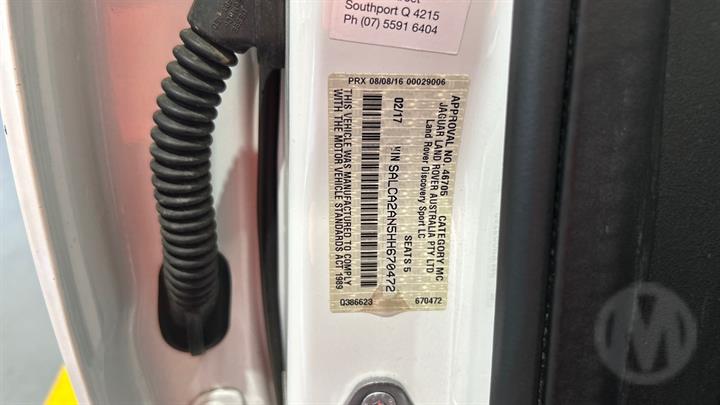 Southport Q 4215
Ph (07) 5591 6404
PRX 08/08/16 00029006
APPROVAL NO. 46705 CATEGORY MC
JAGUAR LAND ROVER AUSTRALIA PTY LTD
Land Rover Discovery Sport LC
SEATS 5
VIN SALCA2AN5HH670472
02/17
THIS VEHICLE WAS MANUFACTURED TO COMPLY
WITH THE MOTOR VEHICLE STANDARDS ACT 1989
Q386623 670472
M